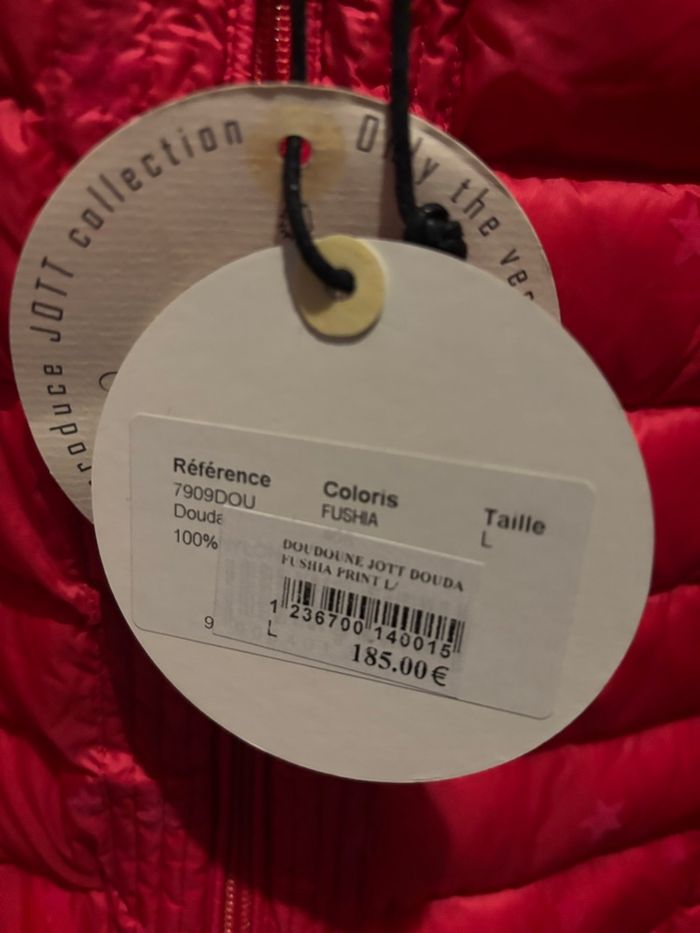 roduce JOTT collection
Only the ve
Référence
7909DOU
Douda
100%
Coloris
FUSHIA
Taille
L
DOUDOUNE JOTT DOUDA
FUSHIA PRINT L/
1 236700 140015
L
185.00€
9